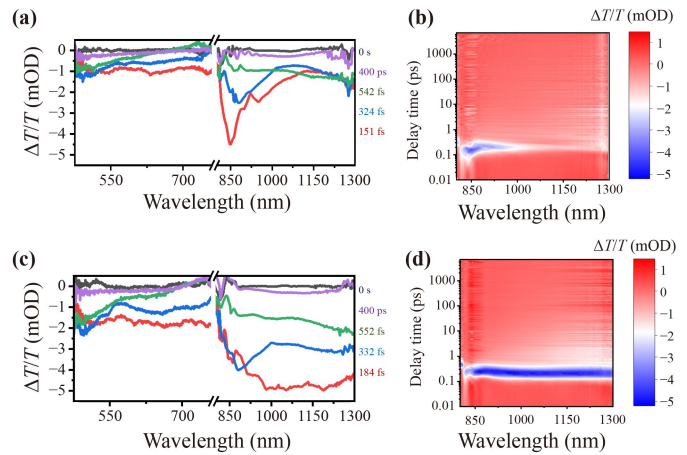 (a)
0
−1
−2
−3
−4
−5
ΔT/T (mOD)
0 s
400 ps
542 fs
324 fs
151 fs
550 700 850 1000 1150 1300
Wavelength (nm)
(b)
ΔT/T (mOD)
1000
100
10
1
0.1
0.01
Delay time (ps)
850 1000 1150 1300
Wavelength (nm)
1
0
−1
−2
−3
−4
−5
(c)
0
−1
−2
−3
−4
−5
ΔT/T (mOD)
0 s
400 ps
552 fs
332 fs
184 fs
550 700 850 1000 1150 1300
Wavelength (nm)
(d)
ΔT/T (mOD)
1000
100
10
1
0.1
0.01
Delay time (ps)
850 1000 1150 1300
Wavelength (nm)
1
0
−1
−2
−3
−4
−5